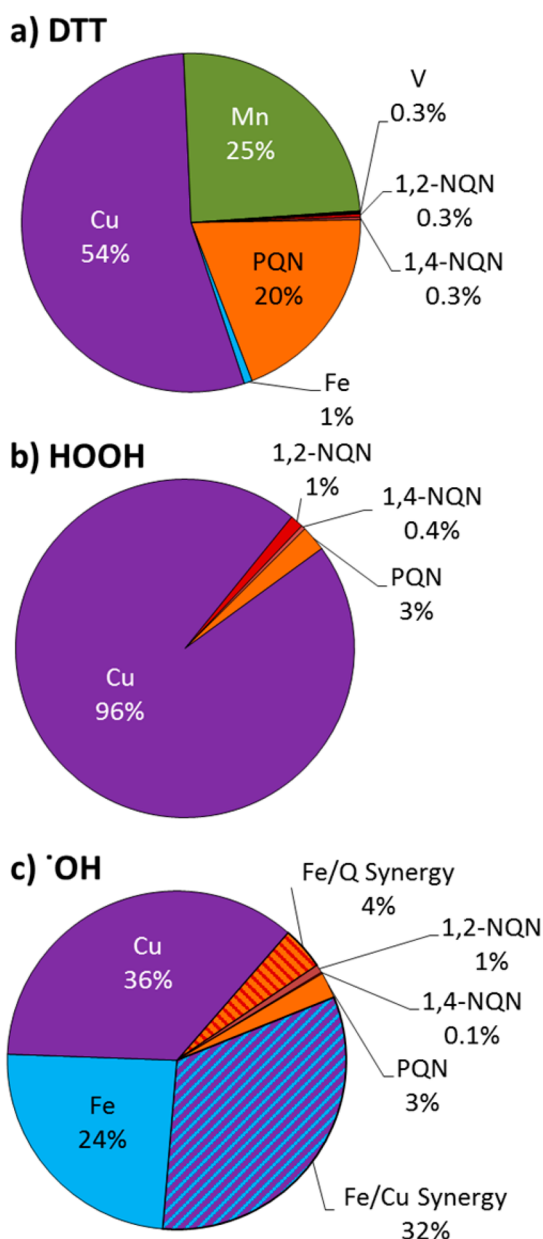 a) DTT
V
0.3%
Mn
25%
1,2-NQN
0.3%
Cu
54%
1,4-NQN
0.3%
PQN
20%
Fe
1%
b) HOOH
1,2-NQN
1%
1,4-NQN
0.4%
PQN
3%
Cu
96%
c) ˙OH
Fe/Q Synergy
4%
1,2-NQN
1%
Cu
36%
1,4-NQN
0.1%
PQN
3%
Fe
24%
Fe/Cu Synergy
32%